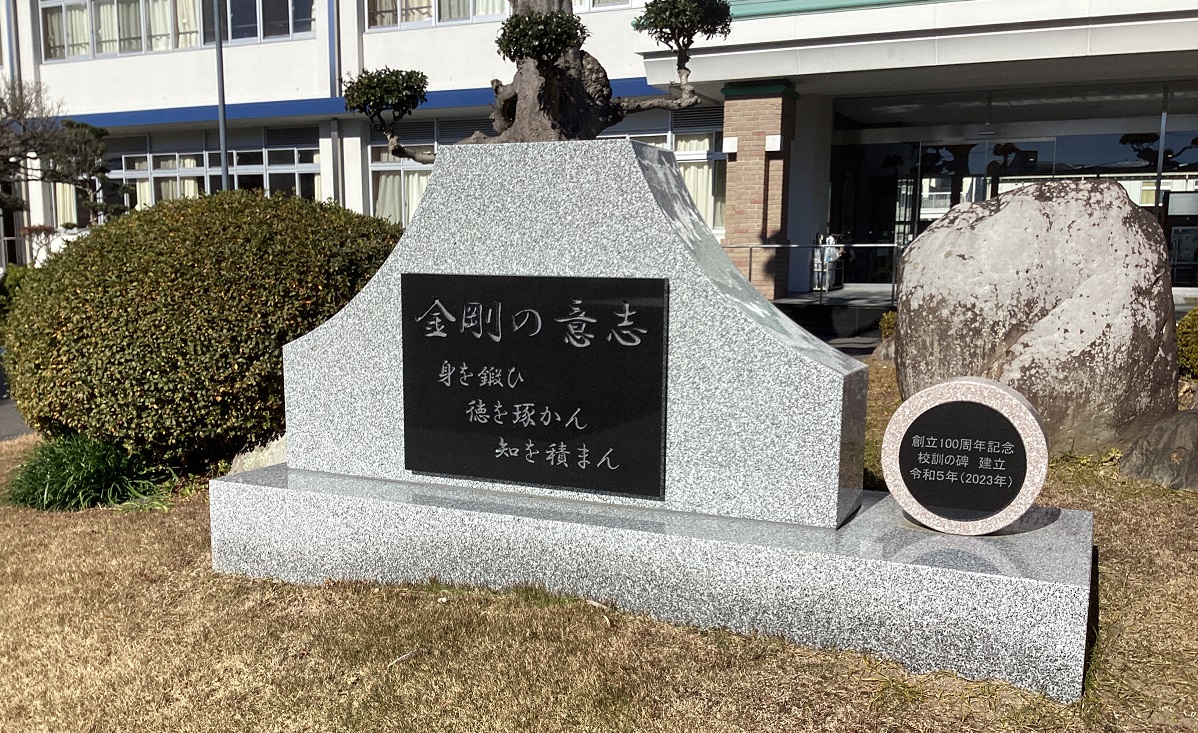 金剛の意志
身を鍛ひ
徳を琢かん
知を積まん
創立100周年記念
校訓の碑 建立
令和5年(2023年)